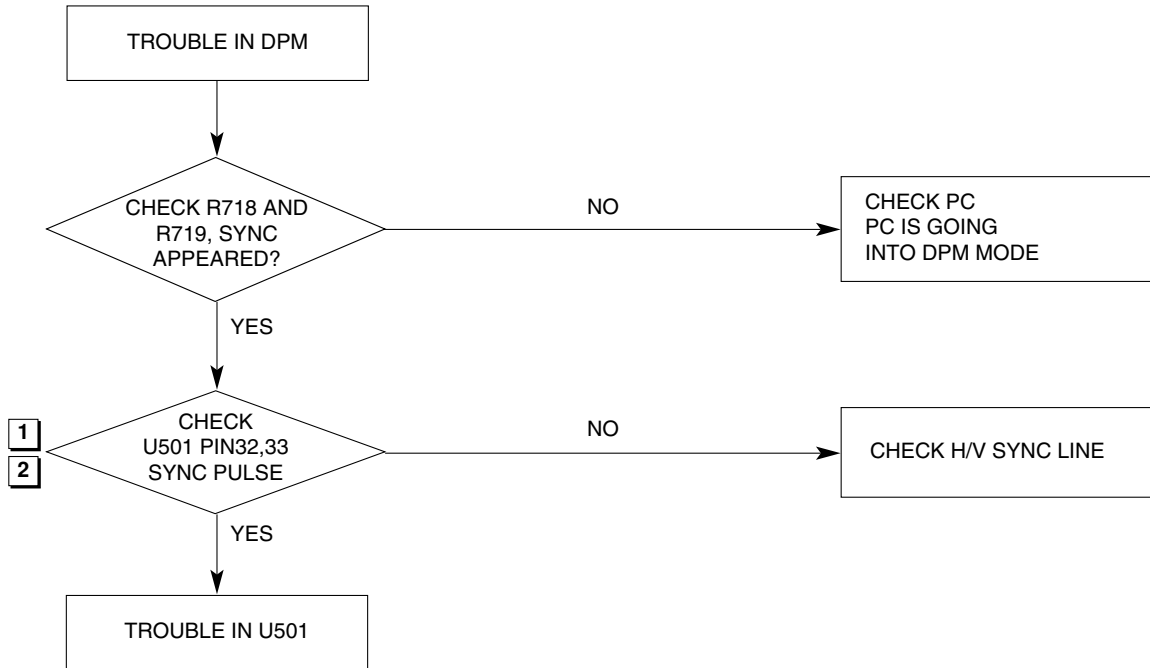 TROUBLE IN DPM
CHECK R718 AND
R719, SYNC
APPEARED?
NO
CHECK PC
PC IS GOING
INTO DPM MODE
YES
1
2
CHECK
U501 PIN32,33
SYNC PULSE
NO
CHECK H/V SYNC LINE
YES
TROUBLE IN U501